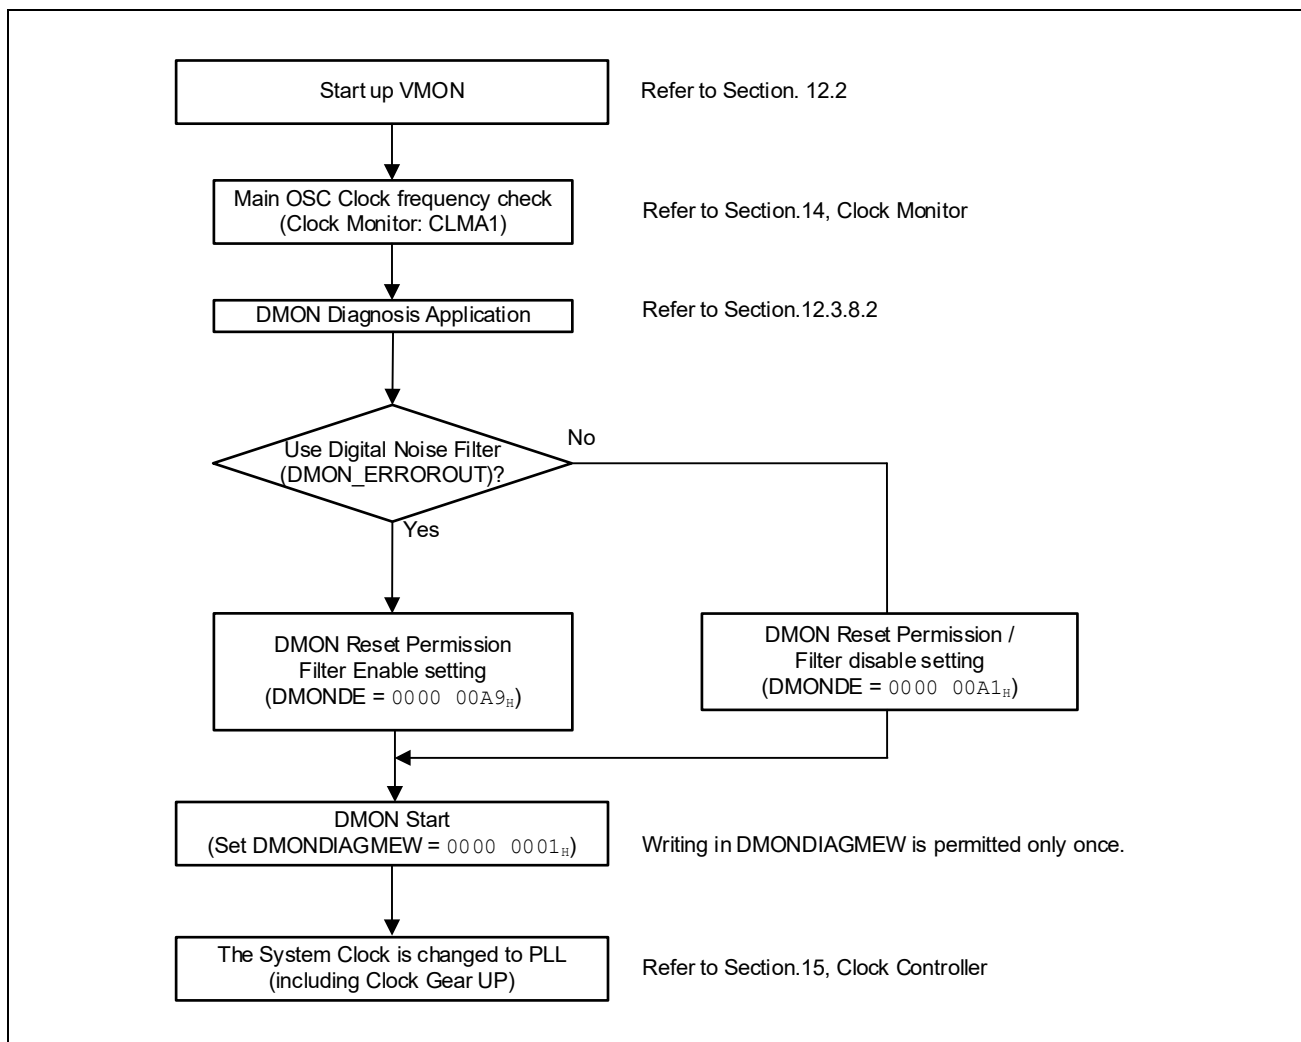 Start up VMON
Refer to Section. 12.2
Main OSC Clock frequency check
(Clock Monitor: CLMA1)
Refer to Section.14, Clock Monitor
DMON Diagnosis Application
Refer to Section.12.3.8.2
Use Digital Noise Filter
(DMON_ERROROUT)?
No
Yes
DMON Reset Permission
Filter Enable setting
(DMONDE = 0000 00A9H)
DMON Reset Permission /
Filter disable setting
(DMONDE = 0000 00A1H)
DMON Start
(Set DMONDIAGMEW = 0000 0001H)
Writing in DMONDIAGMEW is permitted only once.
The System Clock is changed to PLL
(including Clock Gear UP)
Refer to Section.15, Clock Controller